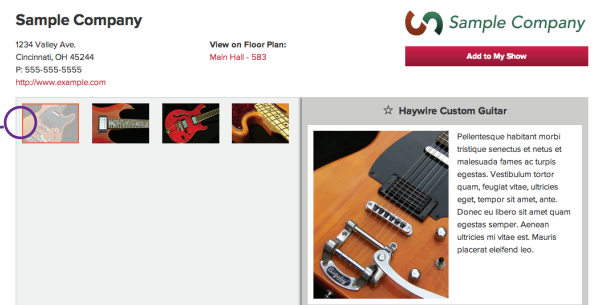 Sample Company
Sample Company
1234 Valley Ave.
Cincinnati, OH 45244
P: 555-555-5555
http://www.example.com
View on Floor Plan:
Main Hall - 583
Add to My Show
☆ Haywire Custom Guitar
Pellentesque habitant morbi
tristique senectus et netus et
malesuada fames ac turpis
egestas. Vestibulum tortor
quam, feugiat vitae, ultricies
eget, tempor sit amet, ante.
Donec eu libero sit amet quam
egestas semper. Aenean
ultricies mi vitae est. Mauris
placerat eleifend leo.